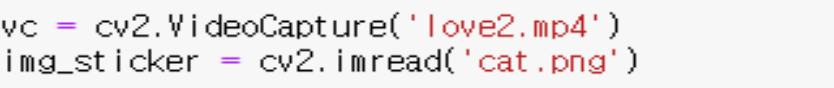 vc = cv2.VideoCapture('love2.mp4')
img_sticker = cv2.imread('cat.png')